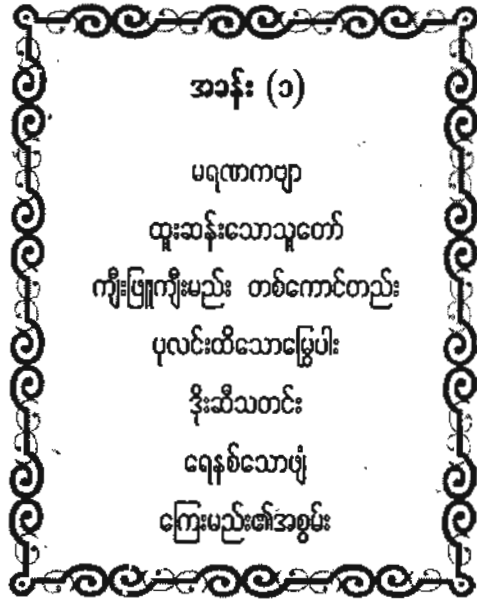 အခန်း (၁)
မရဏကဗျာ
ထူးဆန်းသောသူတော်
ကျီးဖြူကျီးမည်း တစ်ကောင်တည်း
ပုလင်းထိသောမြွေပါး
ဒိုးဆီသတင်း
ရေနစ်သောဖျံ
ကြေးမည်း၏အစွမ်း